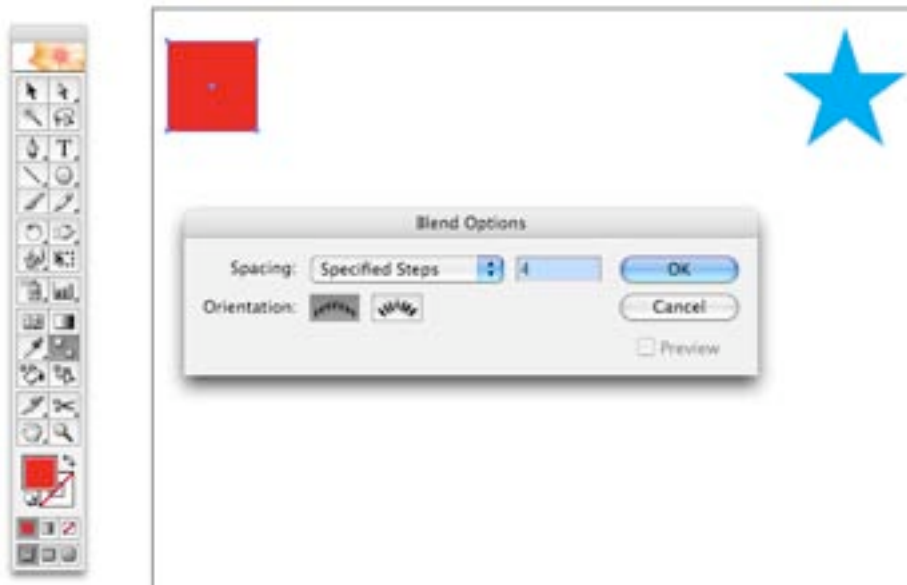 Blend Options
Spacing: Specified Steps 4 OK
Orientation: Cancel
Preview